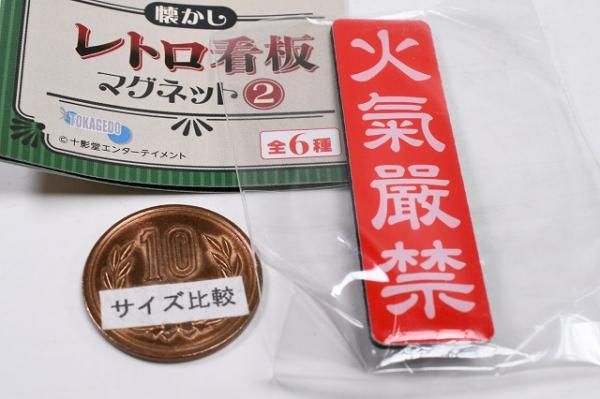 懐かし
レトロ看板
マグネット②
TOKAGEDO
©十影堂エンターテイメント
全6種
火氣嚴禁
10
サイズ比較